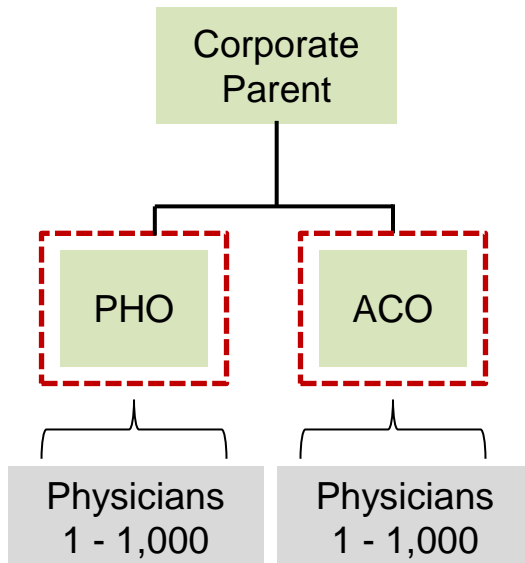 Corporate
Parent
PHO
ACO
Physicians
1 - 1,000
Physicians
1 - 1,000